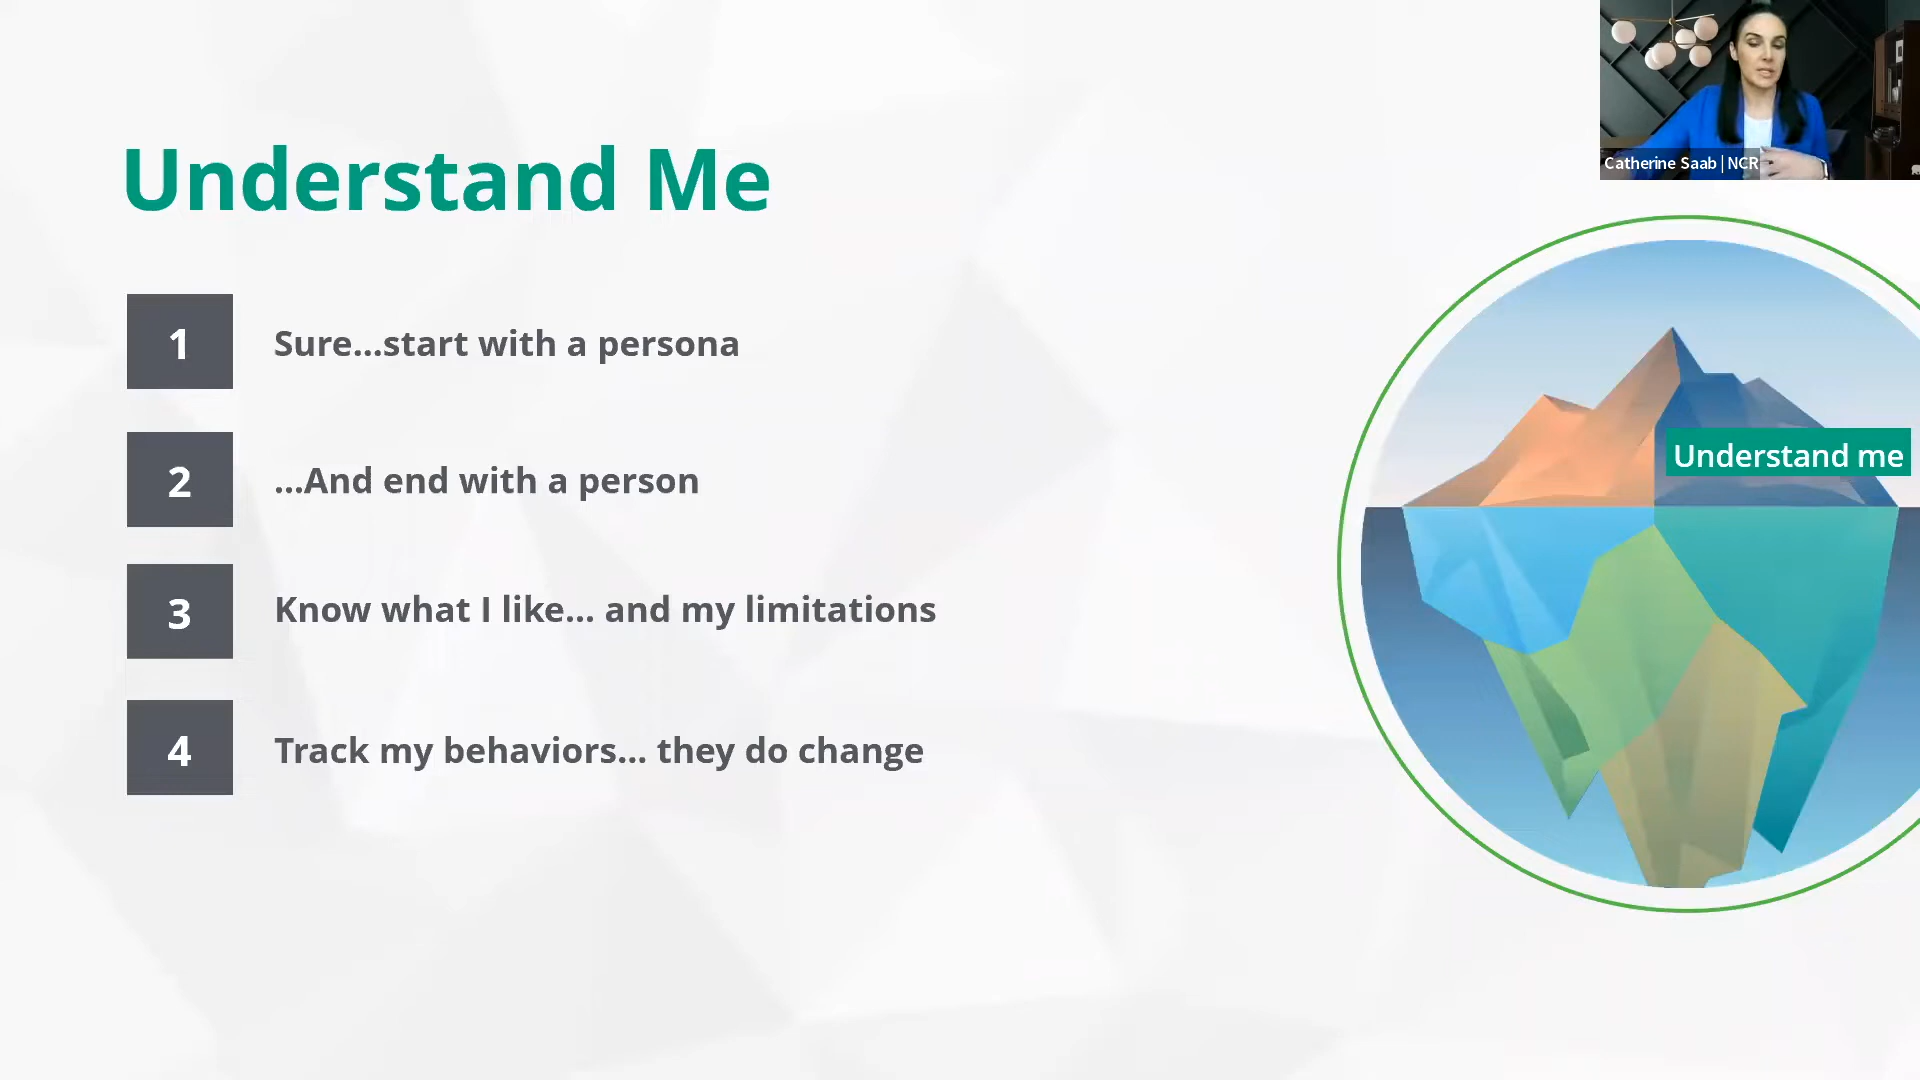 Catherine Saab | NCR
Understand Me
1
Sure...start with a persona
2
...And end with a person
3
Know what I like... and my limitations
4
Track my behaviors... they do change
Understand me